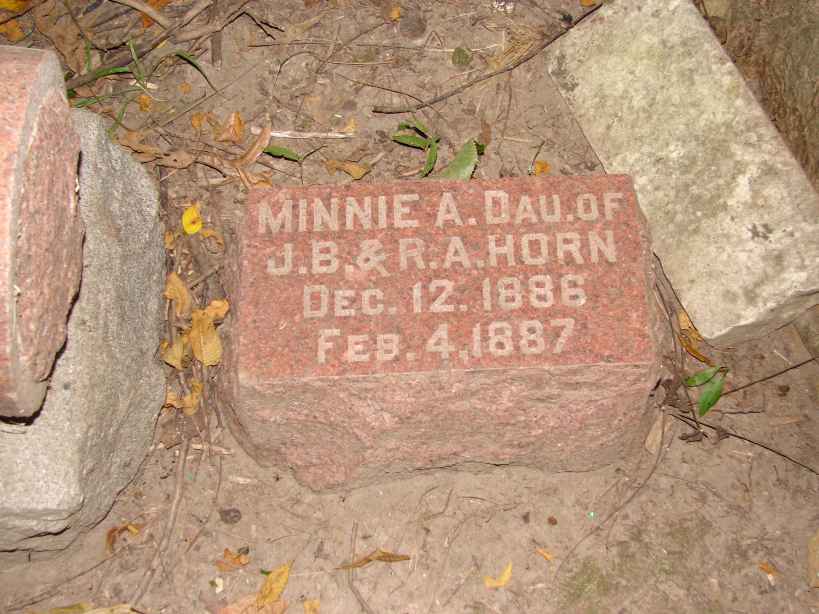 MINNIE A. DAU. OF
J.B. & R.A. HORN
DEC. 12. 1886
FEB. 4, 1887